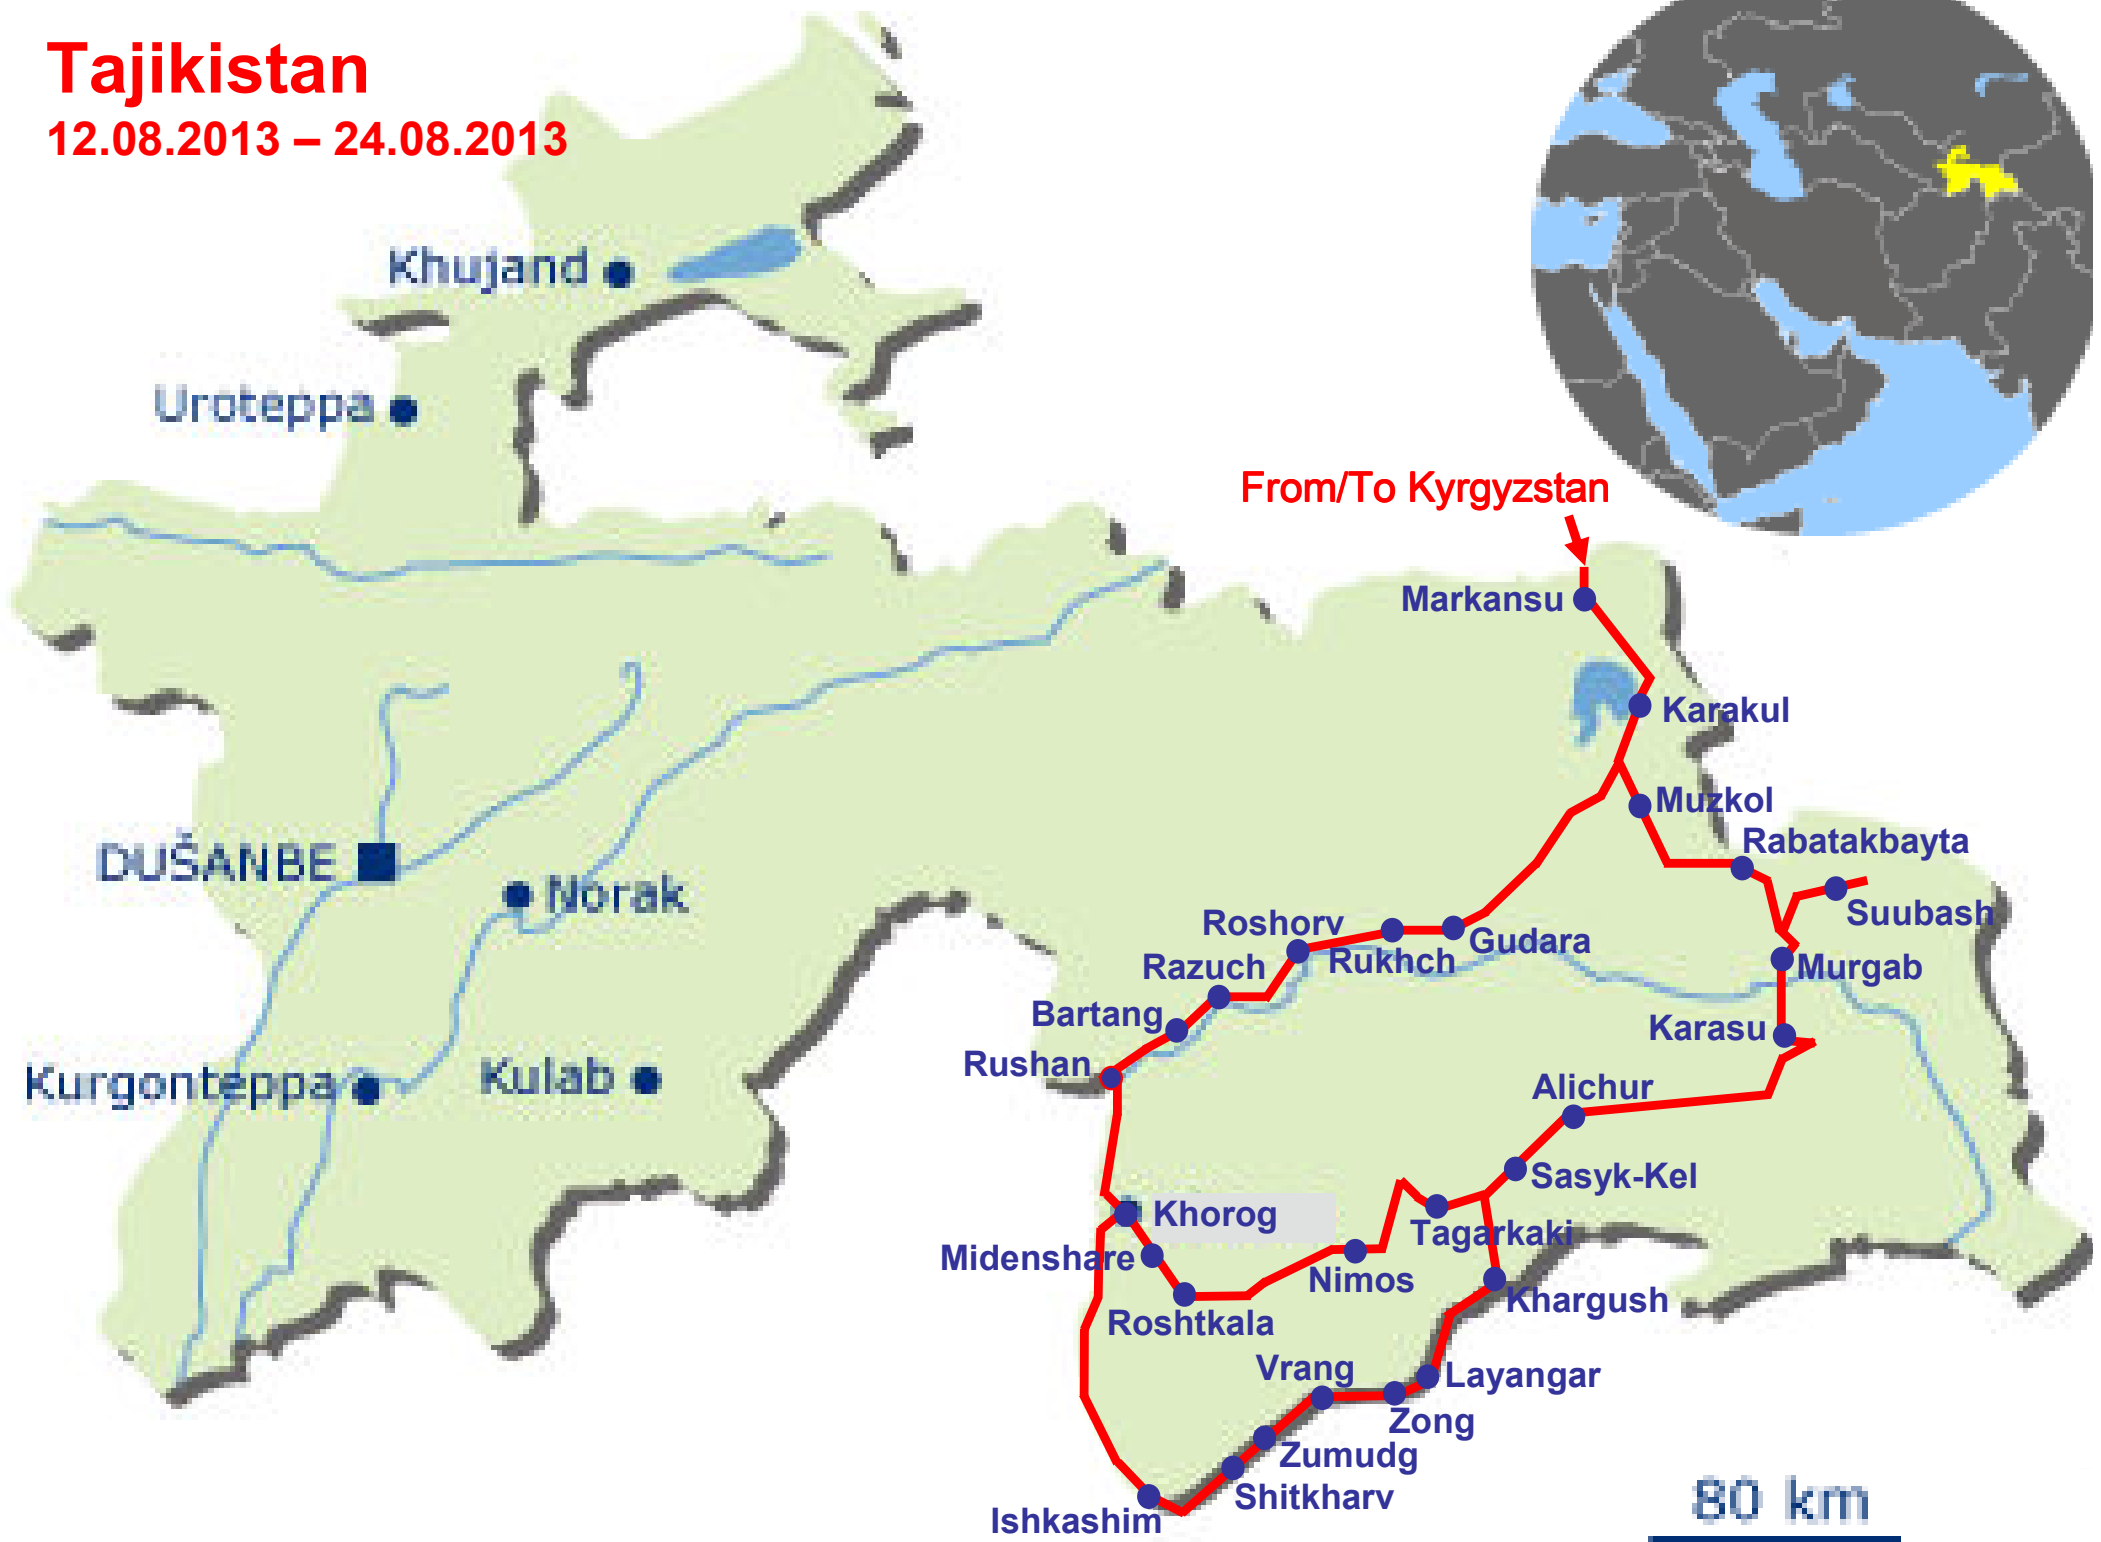 Tajikistan
12.08.2013 – 24.08.2013
Khujand
Uroteppa
From/To Kyrgyzstan
Markansu
Karakul
Muzkol
Rabatakbayta
DUŠANBE
Norak
Suubash
Roshorv
Gudara
Rukhch
Razuch
Murgab
Bartang
Karasu
Rushan
Kurgonteppa
Kulab
Alichur
Sasyk-Kel
Khorog
Tagarkaki
Midenshare
Nimos
Khargush
Roshtkala
Vrang
Layangar
Zong
Zumudg
Shitkharv
Ishkashim
80 km